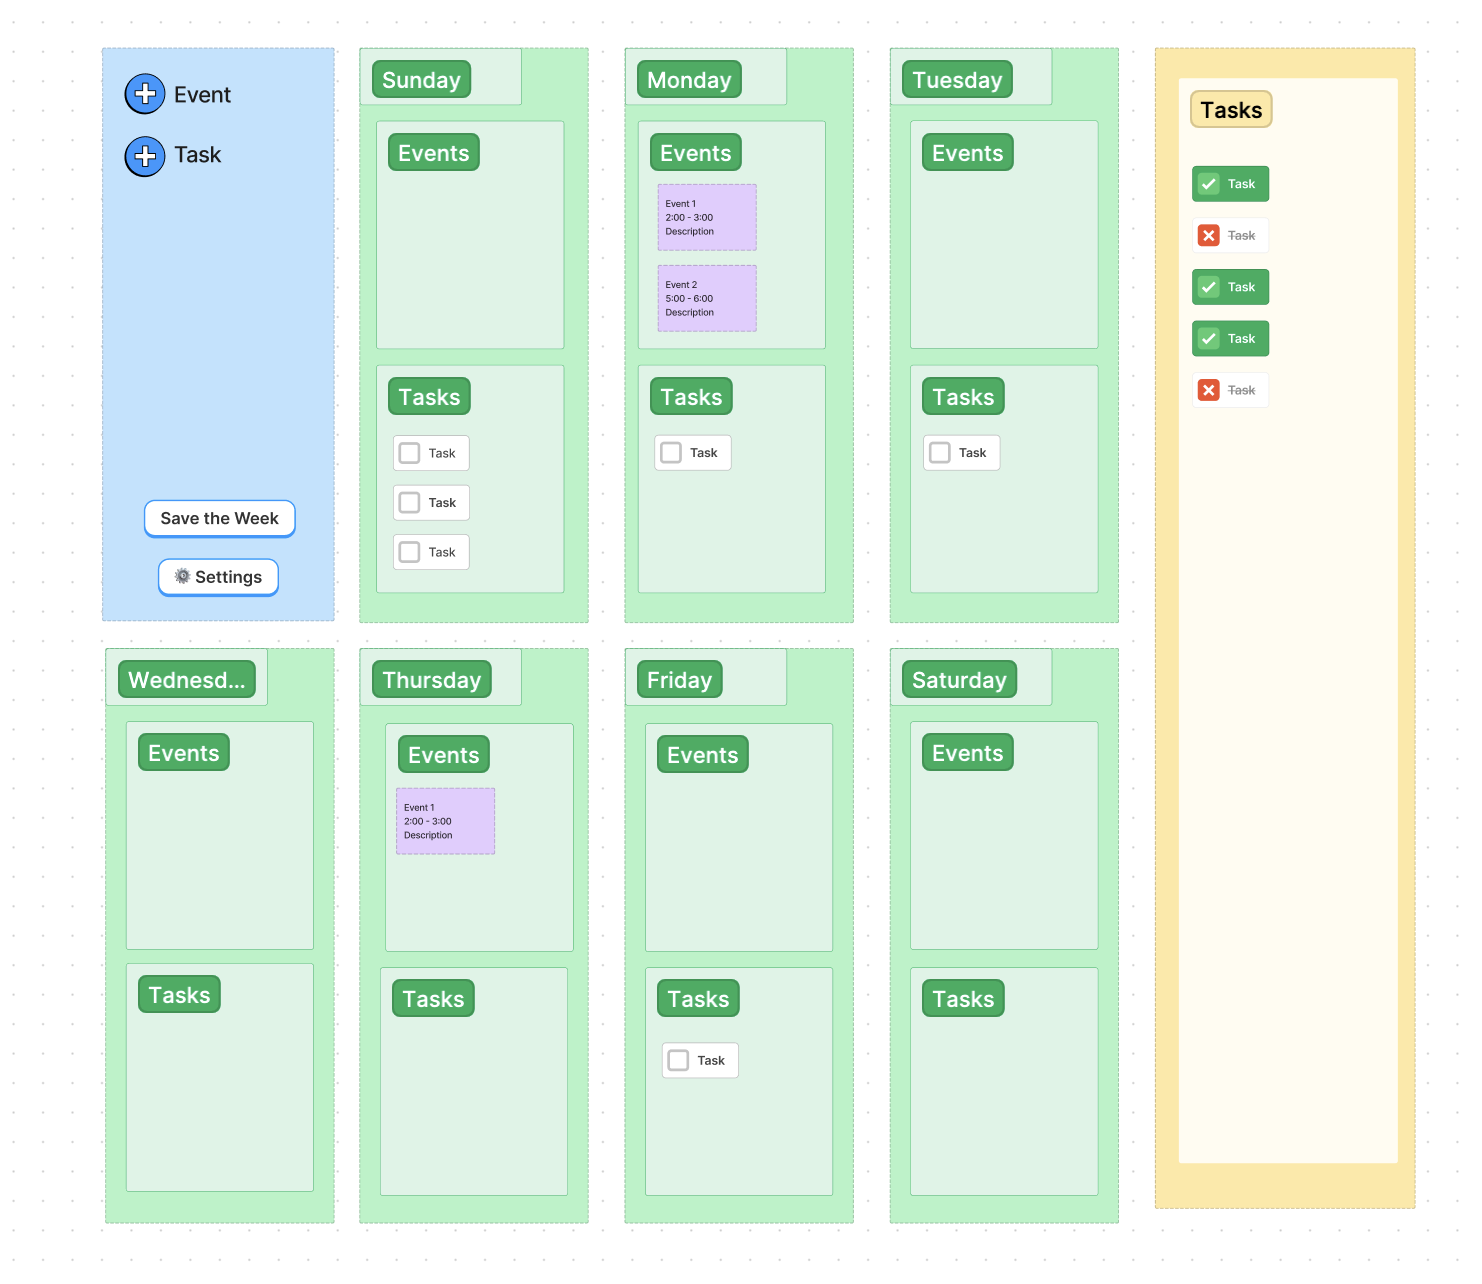 Event
Task
Save the Week
Settings
Sunday
Events
Tasks
Task
Task
Task
Monday
Events
Event 1
2:00 - 3:00
Description
Event 2
5:00 - 6:00
Description
Tasks
Task
Tuesday
Events
Tasks
Task
Wednesd...
Events
Tasks
Thursday
Events
Event 1
2:00 - 3:00
Description
Tasks
Friday
Events
Tasks
Task
Saturday
Events
Tasks
Tasks
Task
Task
Task
Task
Task